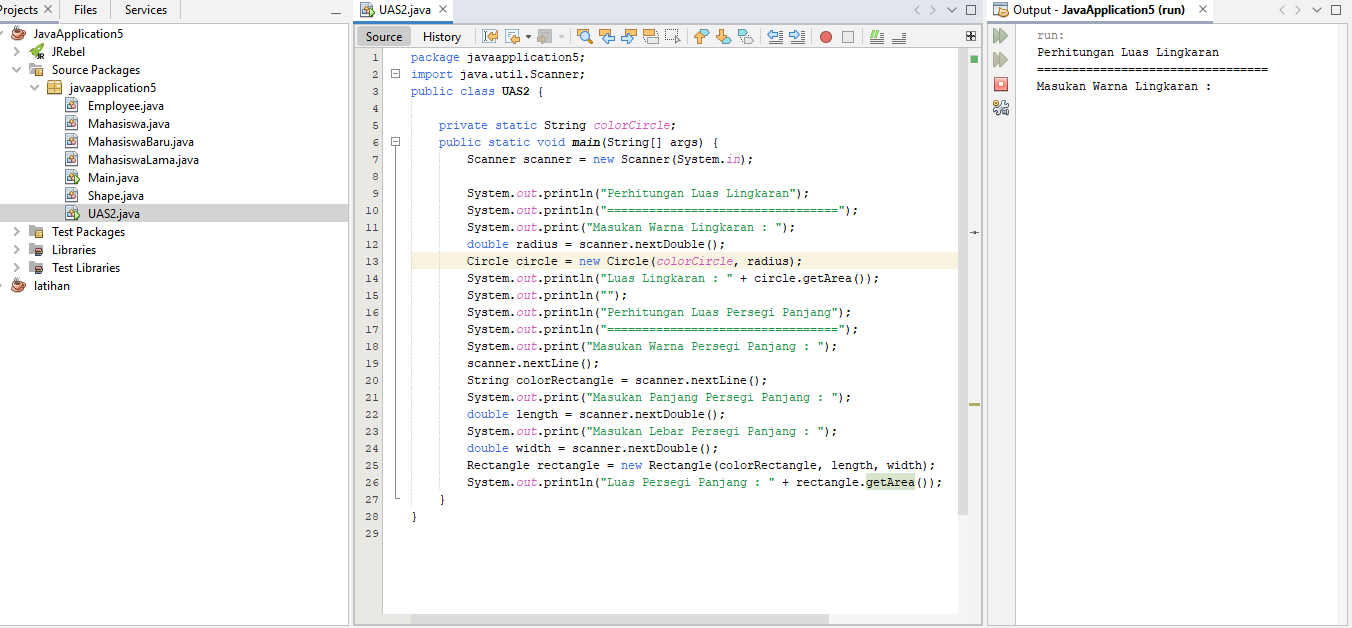 Projects Files Services
JavaApplication5
JRebel
Source Packages
javaapplication5
Employee.java
Mahasiswa.java
MahasiswaBaru.java
MahasiswaLama.java
Main.java
Shape.java
UAS2.java
Test Packages
Libraries
Test Libraries
latihan
UAS2.java
Source History
1 package javaapplication5;
2 import java.util.Scanner;
3 public class UAS2 {
4
5 private static String colorCircle;
6 public static void main(String[] args) {
7 Scanner scanner = new Scanner(System.in);
8
9 System.out.println("Perhitungan Luas Lingkaran");
10 System.out.println("=================================");
11 System.out.print("Masukan Warna Lingkaran : ");
12 double radius = scanner.nextDouble();
13 Circle circle = new Circle(colorCircle, radius);
14 System.out.println("Luas Lingkaran : " + circle.getArea());
15 System.out.println("");
16 System.out.println("Perhitungan Luas Persegi Panjang");
17 System.out.println("=================================");
18 System.out.print("Masukan Warna Persegi Panjang : ");
19 scanner.nextLine();
20 String colorRectangle = scanner.nextLine();
21 System.out.print("Masukan Panjang Persegi Panjang : ");
22 double length = scanner.nextDouble();
23 System.out.print("Masukan Lebar Persegi Panjang : ");
24 double width = scanner.nextDouble();
25 Rectangle rectangle = new Rectangle(colorRectangle, length, width);
26 System.out.println("Luas Persegi Panjang : " + rectangle.getArea());
27 }
28 }
29
Output - JavaApplication5 (run)
run:
Perhitungan Luas Lingkaran
=================================
Masukan Warna Lingkaran :